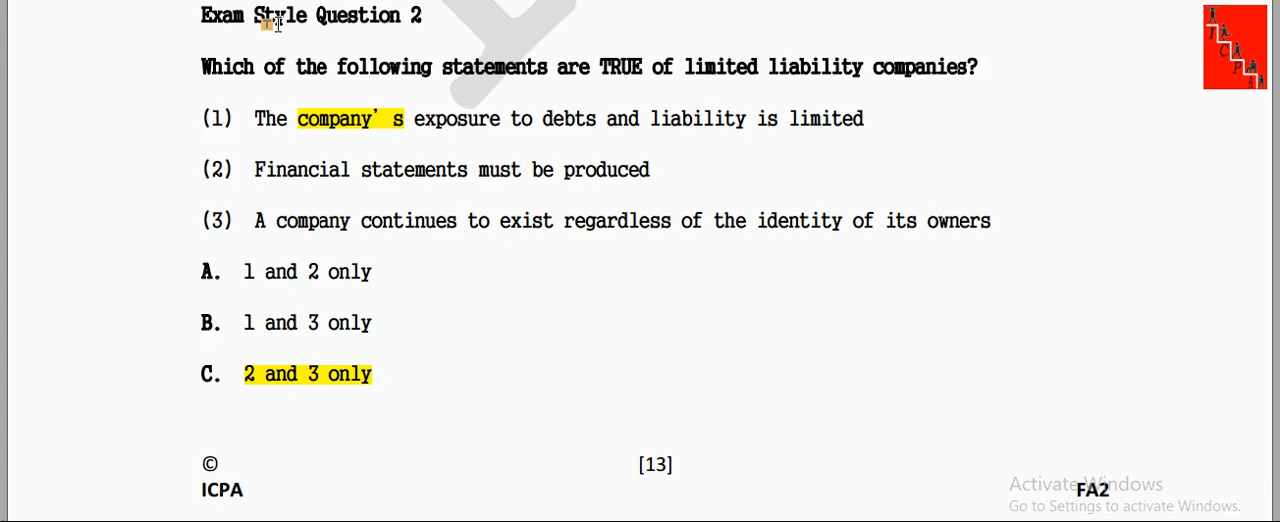 Exam Style Question 2
Which of the following statements are TRUE of limited liability companies?
(1) The company's exposure to debts and liability is limited
(2) Financial statements must be produced
(3) A company continues to exist regardless of the identity of its owners
A. 1 and 2 only
B. 1 and 3 only
C. 2 and 3 only
©
ICPA
[13]
FA2
Activate Windows
Go to Settings to activate Windows.
I
C
P
A